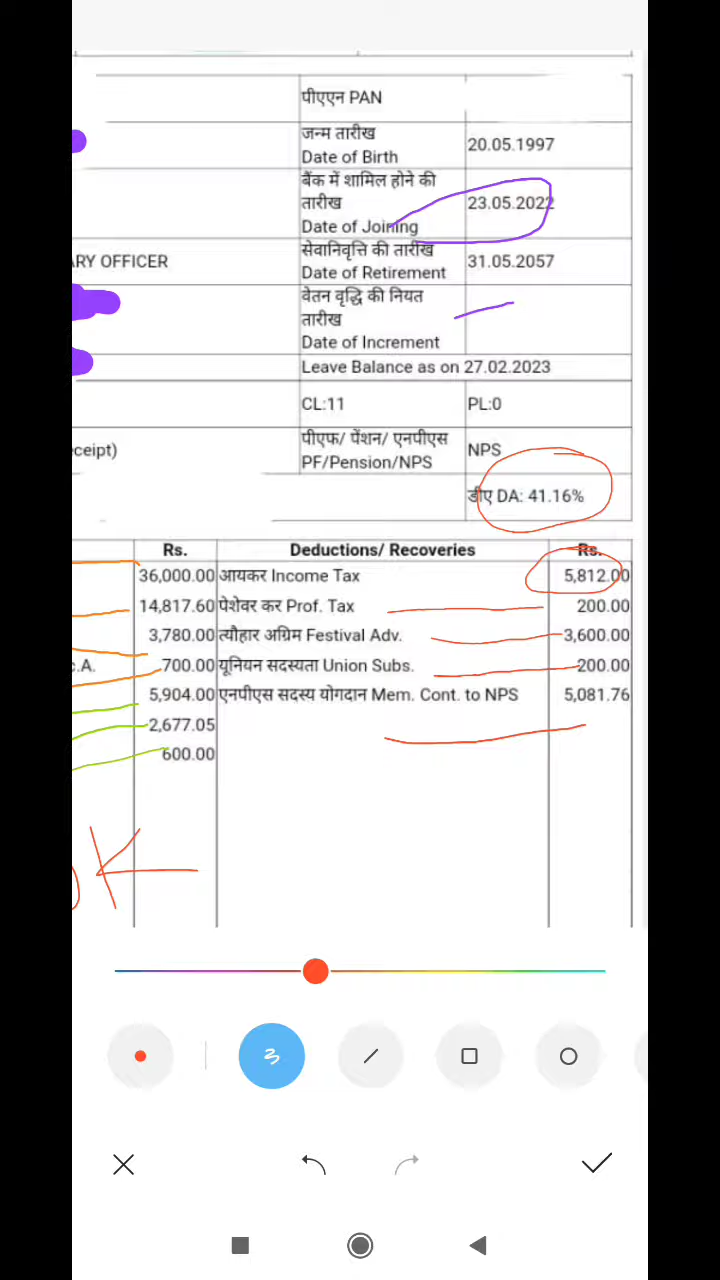 पीएएन PAN
जन्म तारीख
Date of Birth
20.05.1997
बैंक में शामिल होने की
तारीख
Date of Joining
23.05.2022
ARY OFFICER
सेवानिवृत्ति की तारीख
Date of Retirement
31.05.2057
वेतन वृद्धि की नियत
तारीख
Date of Increment
Leave Balance as on 27.02.2023
CL:11 PL:0
ceipt)
पीएफ/ पेंशन/ एनपीएस
PF/Pension/NPS
NPS
डीए DA: 41.16%
Rs. Deductions/ Recoveries Rs.
36,000.00 आयकर Income Tax 5,812.00
14,817.60 पेशेवर कर Prof. Tax 200.00
3,780.00 त्यौहार अग्रिम Festival Adv. 3,600.00
c.A. 700.00 यूनियन सदस्यता Union Subs. 200.00
5,904.00 एनपीएस सदस्य योगदान Mem. Cont. to NPS 5,081.76
2,677.05
600.00
K